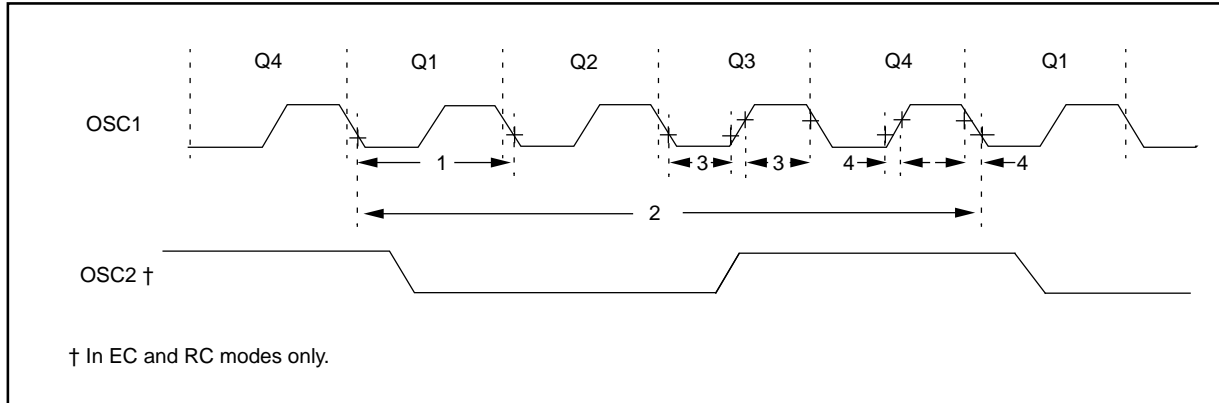 Q4 Q1 Q2 Q3 Q4 Q1
OSC1
1 3 3 4 4
2
OSC2 †
† In EC and RC modes only.